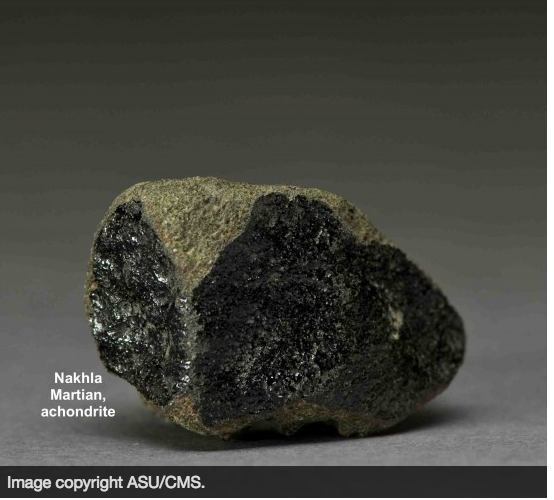 Nakhla
Martian,
achondrite
Image copyright ASU/CMS.